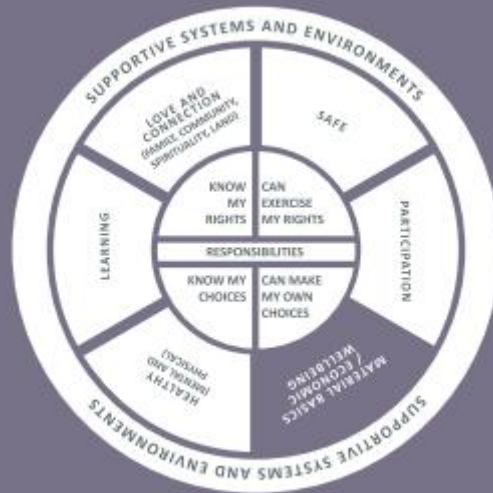 SUPPORTIVE SYSTEMS AND ENVIRONMENTS
LOVE AND
CONNECTION
(FAMILY, COMMUNITY,
SPIRITUALITY, LAND)
SAFE
LEARNING
KNOW
MY
RIGHTS
CAN
EXERCISE
MY RIGHTS
PARTICIPATION
RESPONSIBILITIES
KNOW MY
CHOICES
CAN MAKE
MY OWN
CHOICES
HEALTHY
(MENTAL AND
PHYSICAL)
MATERIAL BASICS
/ ECONOMIC
WELLBEING
SUPPORTIVE SYSTEMS AND ENVIRONMENTS